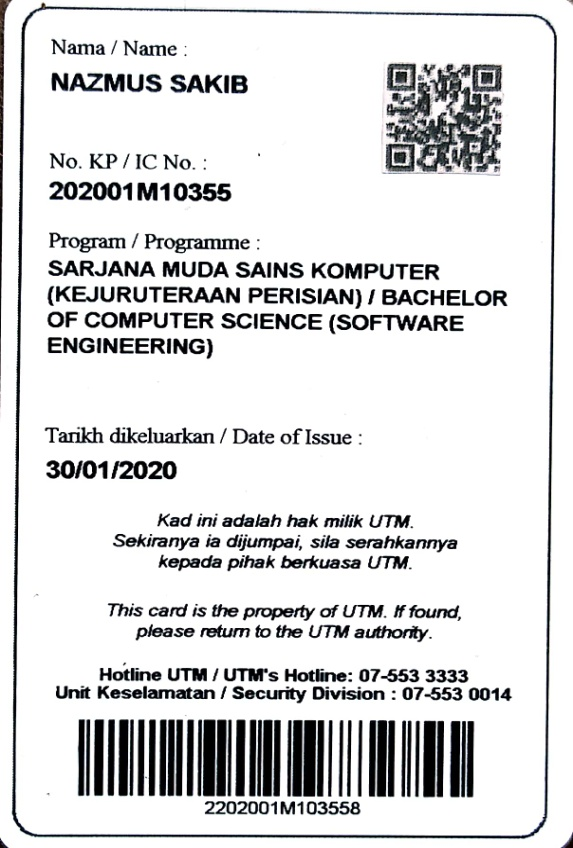 Nama / Name :
NAZMUS SAKIB
No. KP / IC No. :
202001M10355
Program / Programme :
SARJANA MUDA SAINS KOMPUTER
(KEJURUTERAAN PERISIAN) / BACHELOR
OF COMPUTER SCIENCE (SOFTWARE
ENGINEERING)
Tarikh dikeluarkan / Date of Issue :
30/01/2020
Kad ini adalah hak milik UTM.
Sekiranya ia dijumpai, sila serahkannya
kepada pihak berkuasa UTM.
This card is the property of UTM. If found,
please return to the UTM authority.
Hotline UTM / UTM's Hotline: 07-553 3333
Unit Keselamatan / Security Division : 07-553 0014
2202001M103558